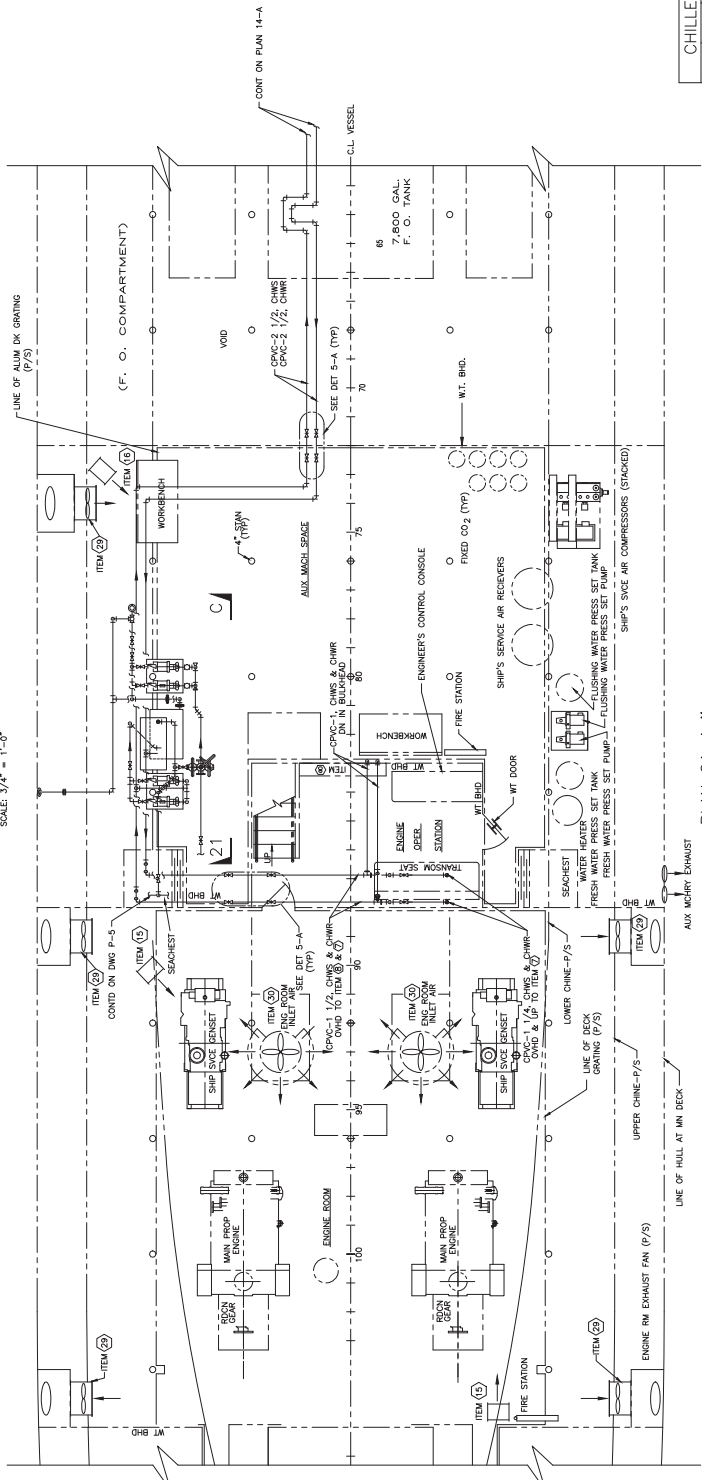 SCALE: 3/4" = 1'-0"
LINE OF ALUM DK GRATING
(P/S)
(F. O. COMPARTMENT)
VOID
CONT ON PLAN 14-A
C.L. VESSEL
7,800 GAL.
F. O. TANK
65
CPVC-2 1/2, CHWS
CPVC-2 1/2, CHWR
70
SEE DET 5-A (TYP)
W.T. BHD.
ITEM 29
ITEM 16
WORKBENCH
4" STAN
(TYP)
AUX MACH SPACE
75
FIXED CO2 (TYP)
C
21
80
CPVC-1, CHWS, & CHWR
DN IN BULKHEAD
ENGINEER'S CONTROL CONSOLE
WORKBENCH
FIRE STATION
SHIP'S SERVICE AIR RECIEVERS
SHIP'S SVCE AIR COMPRESSORS (STACKED)
FLUSHING WATER PRESS SET TANK
FLUSHING WATER PRESS SET PUMP
UP
WT BHD
ENGINE
OPER
STATION
WT BHD
WT DOOR
TRANSOM SEAT
WT BHD
SEACHEST
WATER HEATER
FRESH WATER PRESS SET TANK
FRESH WATER PRESS SET PUMP
AUX MCHRY EXHAUST
WT BHD
ITEM 29
CONTD ON DWG P-5
SEACHEST
ITEM 15
SEE DET 5-A
(TYP)
90
CPVC-1 1/2, CHWS & CHWR
OVHD TO ITEM 8 & 7
CPVC-1 1/4, CHWS & CHWR
OVHD & UP TO ITEM 7
ITEM 29
LOWER CHINE-P/S
SHIP SVCE GENSET
ITEM 30
ENG ROOM
INLET AIR
ITEM 30
ENG ROOM
INLET AIR
SHIP SVCE GENSET
LINE OF DECK
GRATING (P/S)
UPPER CHINE-P/S
LINE OF HULL AT MN DECK
95
MAIN PROP
ENGINE
ENGINE ROOM
MAIN PROP
ENGINE
100
RDCN
GEAR
RDCN
GEAR
ENGINE RM EXHAUST FAN (P/S)
ITEM 29
ITEM 15
FIRE STATION
ITEM 29
WT BHD
CHILLE